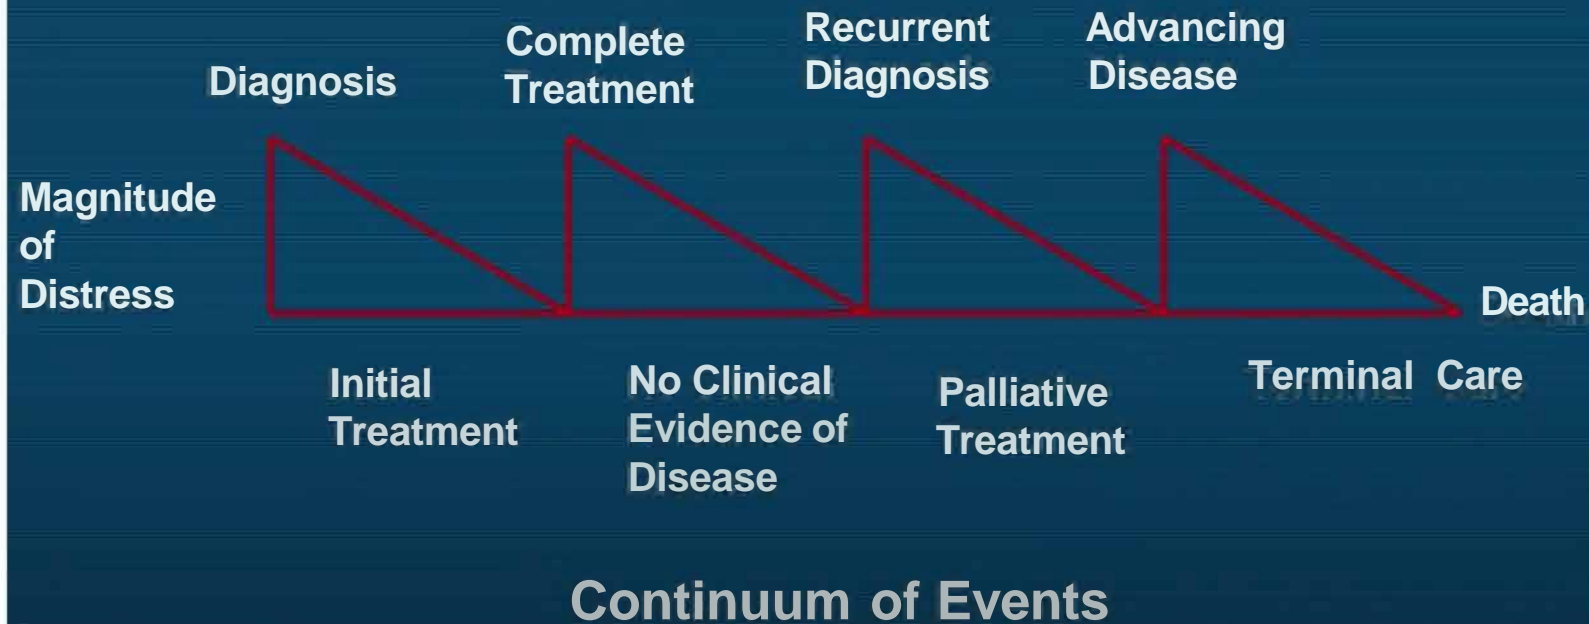 Diagnosis
Complete
Treatment
Recurrent
Diagnosis
Advancing
Disease
Magnitude
of
Distress
Death
Initial
Treatment
No Clinical
Evidence of
Disease
Palliative
Treatment
Terminal Care
Continuum of Events